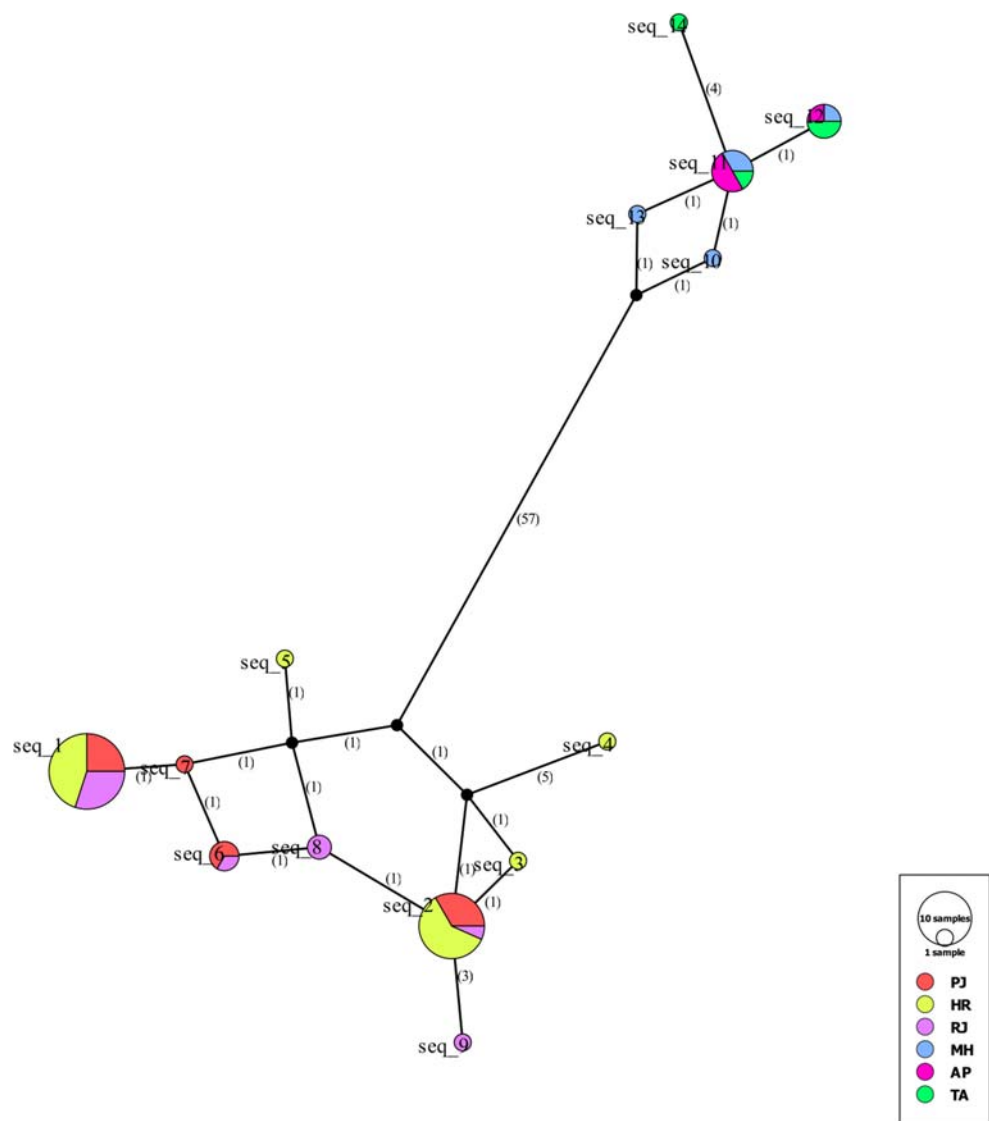 seq_14
(4)
seq_12
(1)
seq_11
(1)
seq_13
(1)
seq_10
(1)
(1)
(57)
seq_5
(1)
seq_1
(1)
seq_7
(1)
(1)
(1)
seq_4
(5)
(1)
(1)
(1)
seq_6
(1)
seq_8
(1)
seq_3
(1)
(1)
seq_2
(3)
seq_9
10 samples
1 sample
PJ
HR
RJ
MH
AP
TA